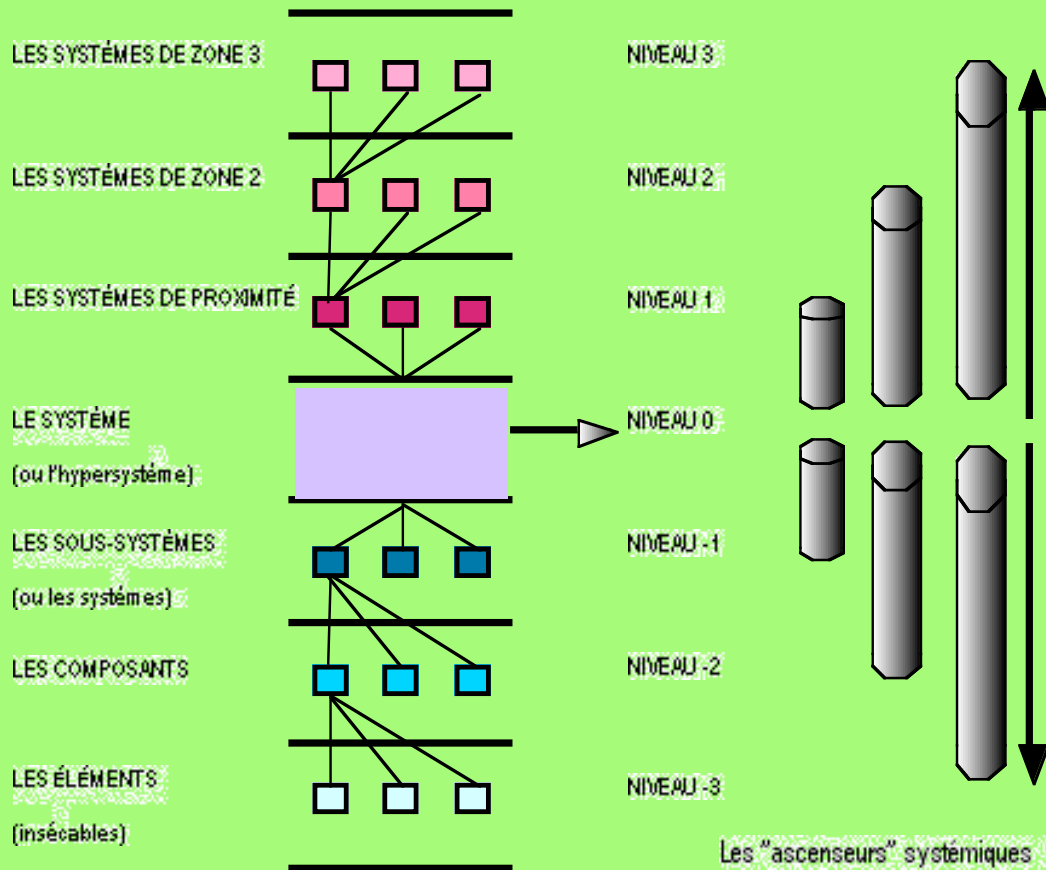 LES SYSTÈMES DE ZONE 3
NIVEAU 3
LES SYSTÈMES DE ZONE 2
NIVEAU 2
LES SYSTÈMES DE PROXIMITÉ
NIVEAU 1
LE SYSTÈME
NIVEAU 0
(ou l'hypersystème)
LES SOUS-SYSTÈMES
NIVEAU -1
(ou les systèmes)
LES COMPOSANTS
NIVEAU -2
LES ÉLÉMENTS
NIVEAU -3
(insécables)
Les "ascenseurs" systémiques